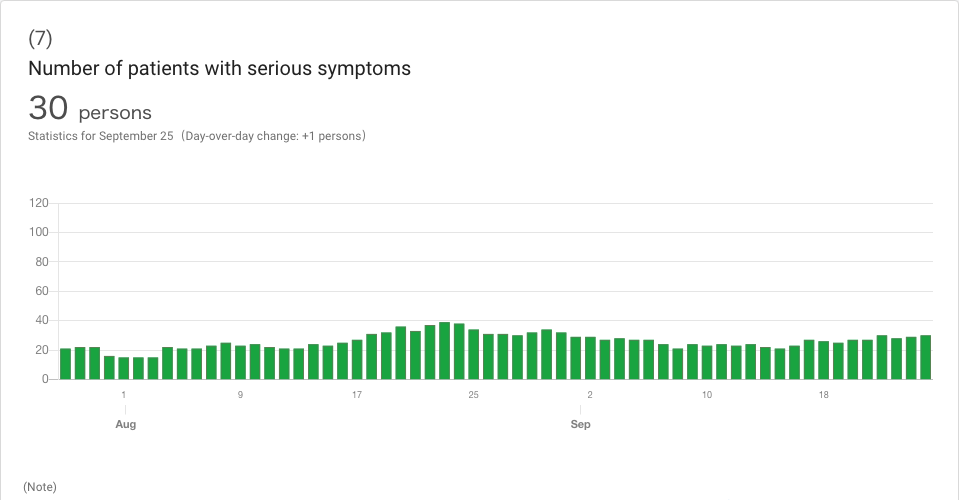 (7)
Number of patients with serious symptoms
30 persons
Statistics for September 25（Day-over-day change: +1 persons）
120
100
80
60
40
20
0
1 9 17 25 2 10 18
Aug Sep
(Note)